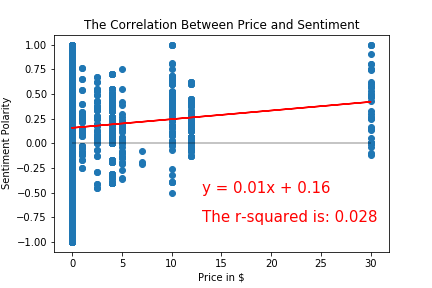 The Correlation Between Price and Sentiment
1.00
0.75
0.50
0.25
0.00
−0.25
−0.50
−0.75
−1.00
Sentiment Polarity
y = 0.01x + 0.16
The r-squared is: 0.028
0 5 10 15 20 25 30
Price in $